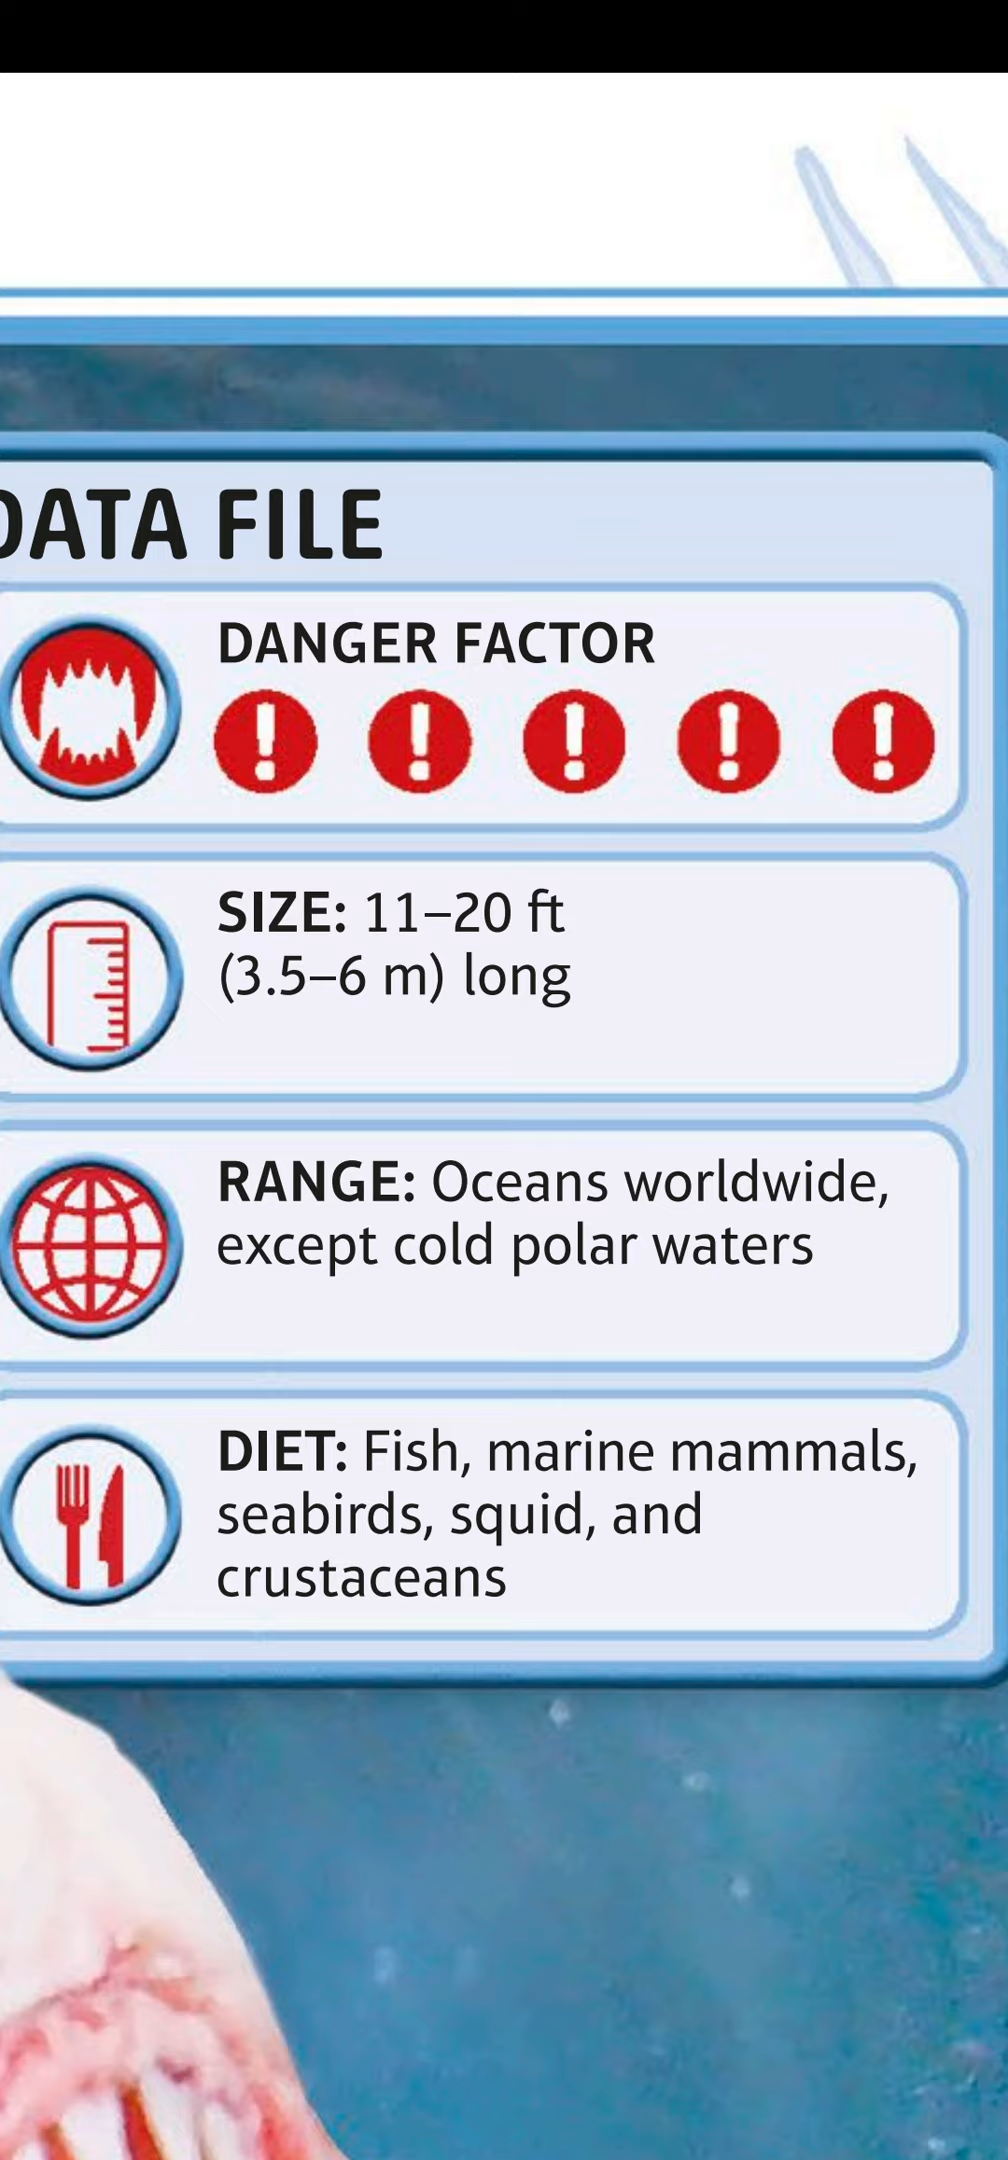 DATA FILE
DANGER FACTOR
! ! ! ! !
SIZE: 11–20 ft
(3.5–6 m) long
RANGE: Oceans worldwide,
except cold polar waters
DIET: Fish, marine mammals,
seabirds, squid, and
crustaceans